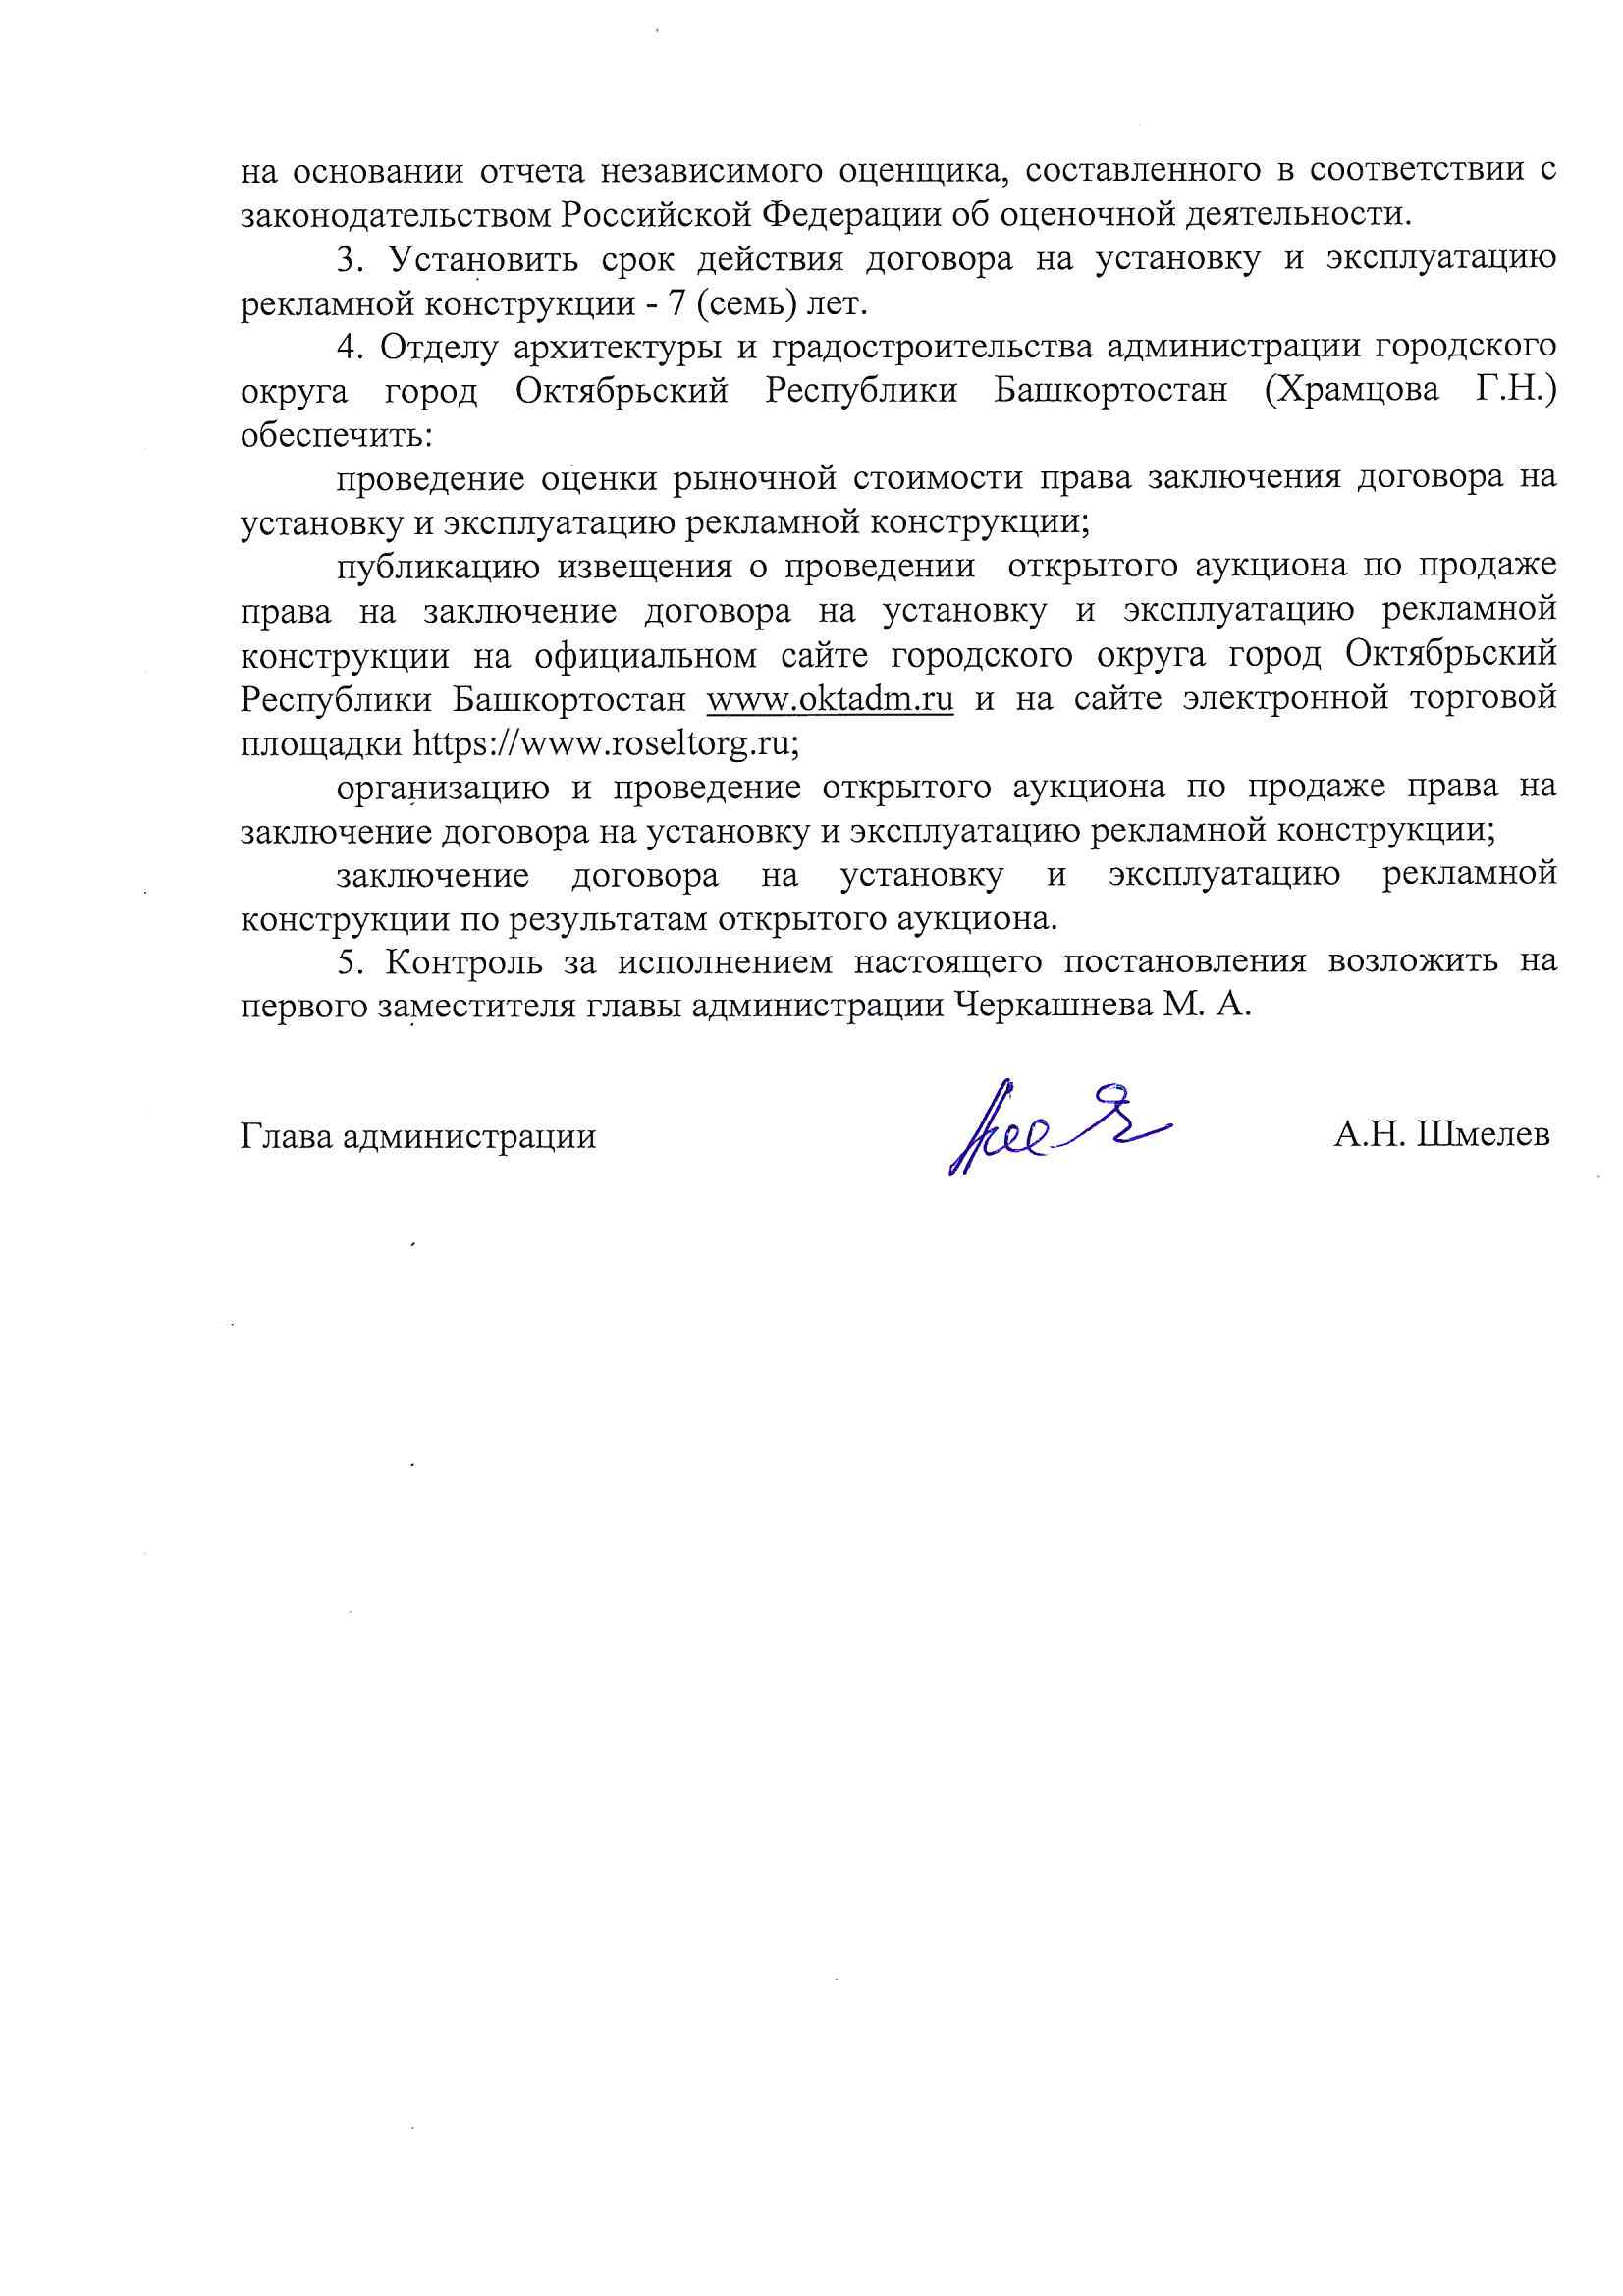 на основании отчета независимого оценщика, составленного в соответствии с
законодательством Российской Федерации об оценочной деятельности.
3. Установить срок действия договора на установку и эксплуатацию
рекламной конструкции - 7 (семь) лет.
4. Отделу архитектуры и градостроительства администрации городского
округа город Октябрьский Республики Башкортостан (Храмцова Г.Н.)
обеспечить:
проведение оценки рыночной стоимости права заключения договора на
установку и эксплуатацию рекламной конструкции;
публикацию извещения о проведении открытого аукциона по продаже
права на заключение договора на установку и эксплуатацию рекламной
конструкции на официальном сайте городского округа город Октябрьский
Республики Башкортостан www.oktadm.ru и на сайте электронной торговой
площадки https://www.roseltorg.ru;
организацию и проведение открытого аукциона по продаже права на
заключение договора на установку и эксплуатацию рекламной конструкции;
заключение договора на установку и эксплуатацию рекламной
конструкции по результатам открытого аукциона.
5. Контроль за исполнением настоящего постановления возложить на
первого заместителя главы администрации Черкашнева М. А.
Глава администрации А.Н. Шмелев